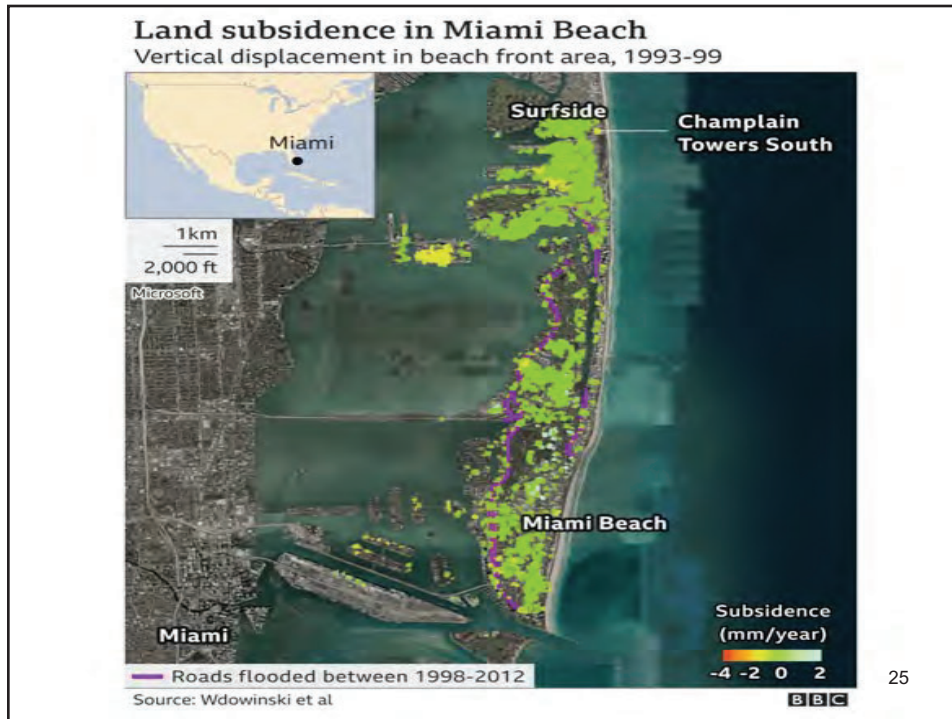 Land subsidence in Miami Beach
Vertical displacement in beach front area, 1993-99
Miami
Surfside
Champlain
Towers South
1km
2,000 ft
Microsoft
Miami Beach
Miami
Subsidence
(mm/year)
-4 -2 0 2
Roads flooded between 1998-2012
Source: Wdowinski et al
BBC
25